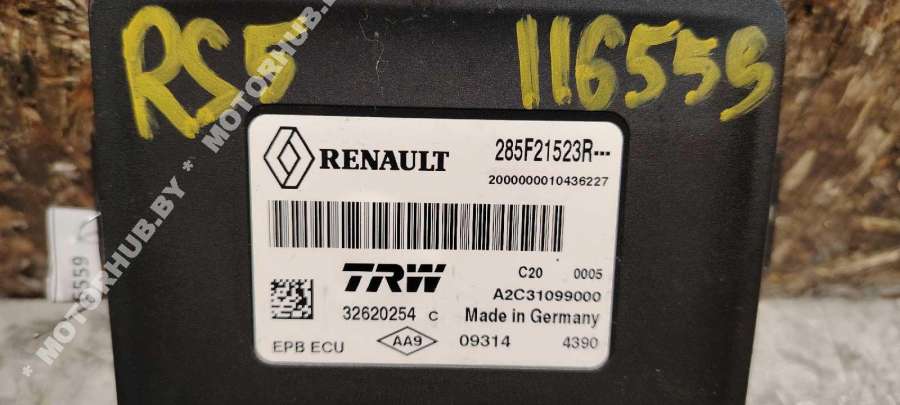 RS5 116559
RENAULT 285F21523R---
2000000010436227
TRW C20 0005
A2C31099000
32620254 C Made in Germany
EPB ECU AA9 09314 4390
* MOTORHUB.BY * MOTORHUB.BY *